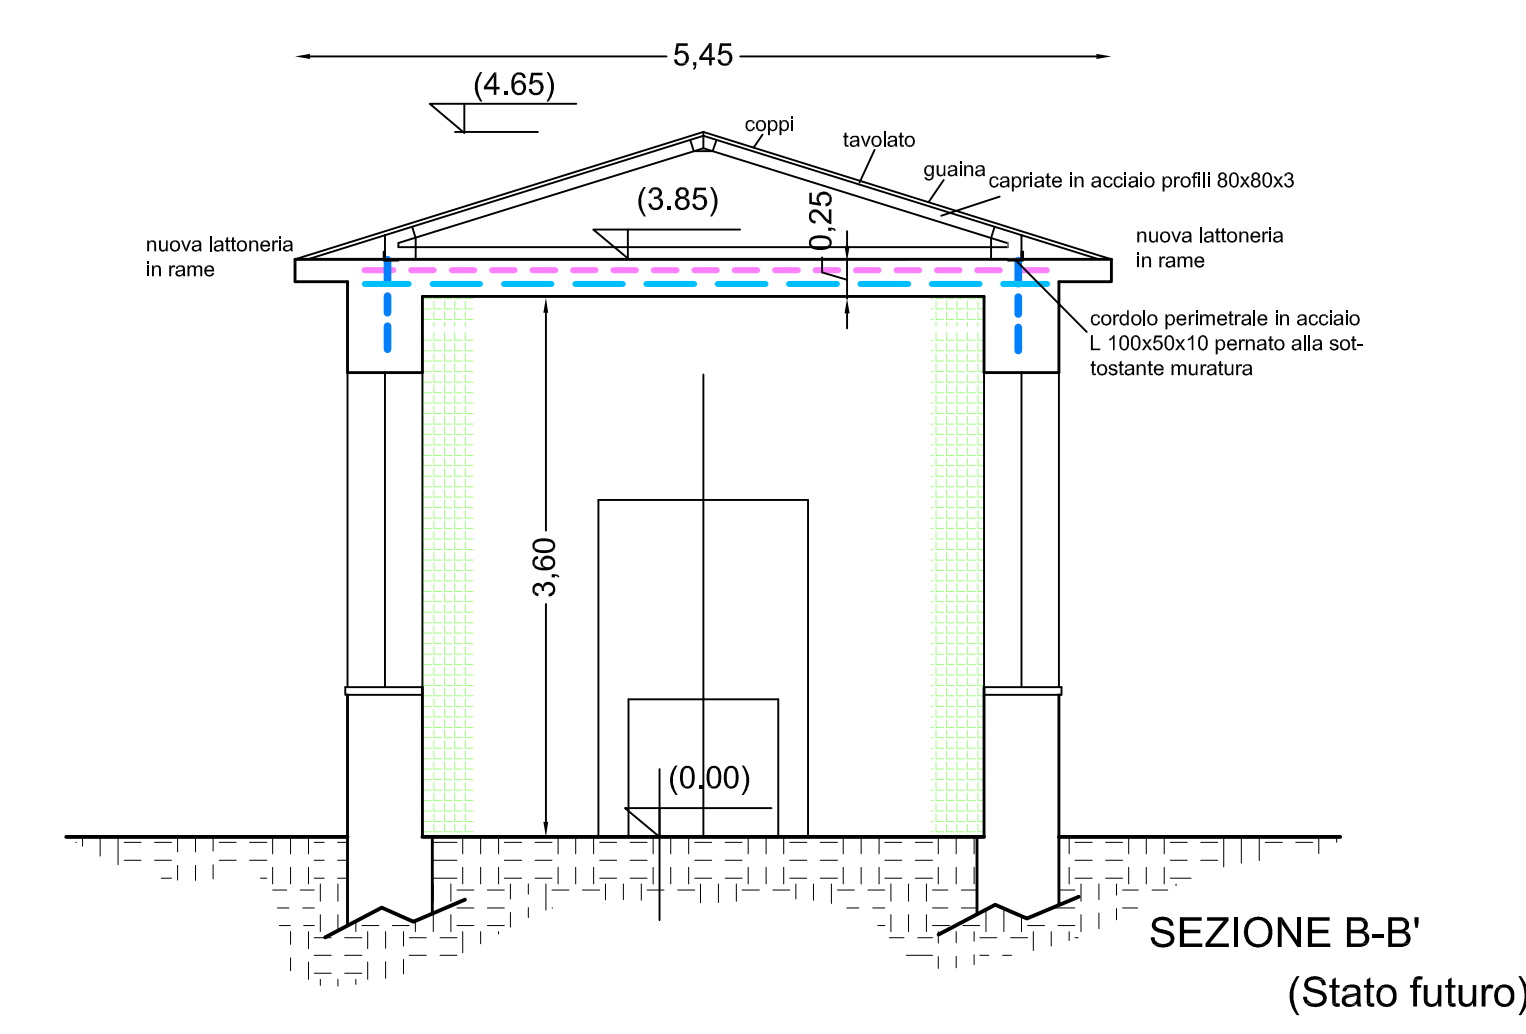 5,45
(4.65)
coppi
tavolato
guaina
capriate in acciaio profili 80x80x3
(3.85)
0,25
nuova lattoneria
in rame
nuova lattoneria
in rame
cordolo perimetrale in acciaio
L 100x50x10 pernato alla sot-
tostante muratura
3,60
(0.00)
SEZIONE B-B'
(Stato futuro)